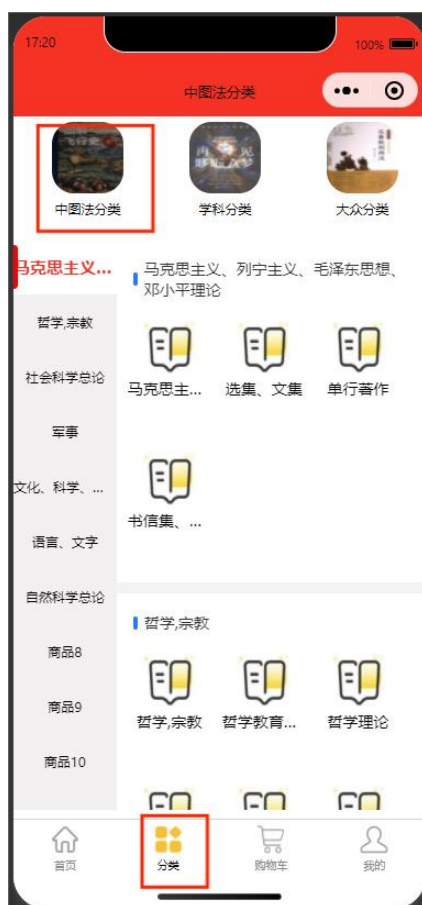 17:20
100%
中图法分类
中图法分类
学科分类
大众分类
马克思主义...
哲学,宗教
社会科学总论
军事
文化、科学、...
语言、文字
自然科学总论
商品8
商品9
商品10
马克思主义、列宁主义、毛泽东思想、
邓小平理论
马克思主...
选集、文集
单行著作
书信集、...
哲学,宗教
哲学,宗教
哲学教育...
哲学理论
首页
分类
购物车
我的